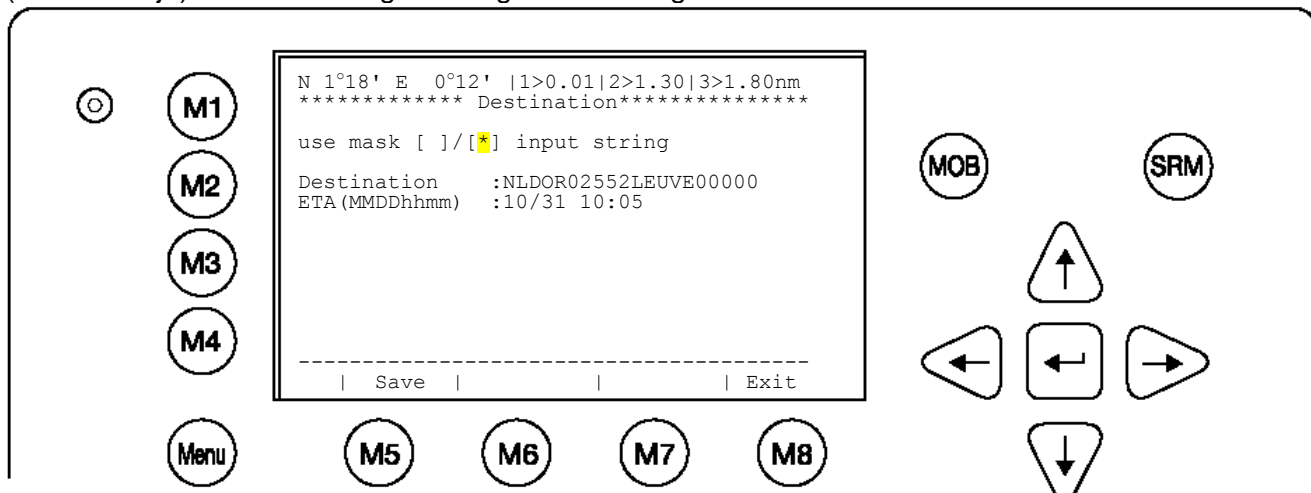 N 1°18' E  0°12' |1>0.01|2>1.30|3>1.80nm
************* Destination***************
M1
use mask [ ]/[*] input string
MOB
SRM
M2
Destination    :NLDOR02552LEUVE00000
ETA(MMDDhhmm)  :10/31 10:05
M3
M4
----------------------------------------
| Save |          |         | Exit
Menu
M5
M6
M7
M8